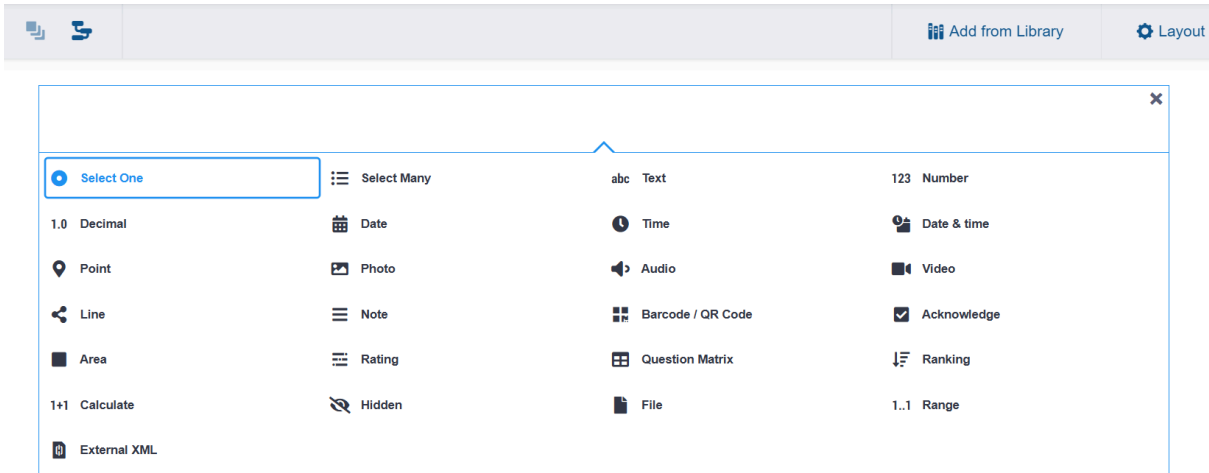 Add from Library Layout
Select One Select Many abc Text 123 Number
1.0 Decimal Date Time Date & time
Point Photo Audio Video
Line Note Barcode / QR Code Acknowledge
Area Rating Question Matrix Ranking
1+1 Calculate Hidden File 1..1 Range
External XML